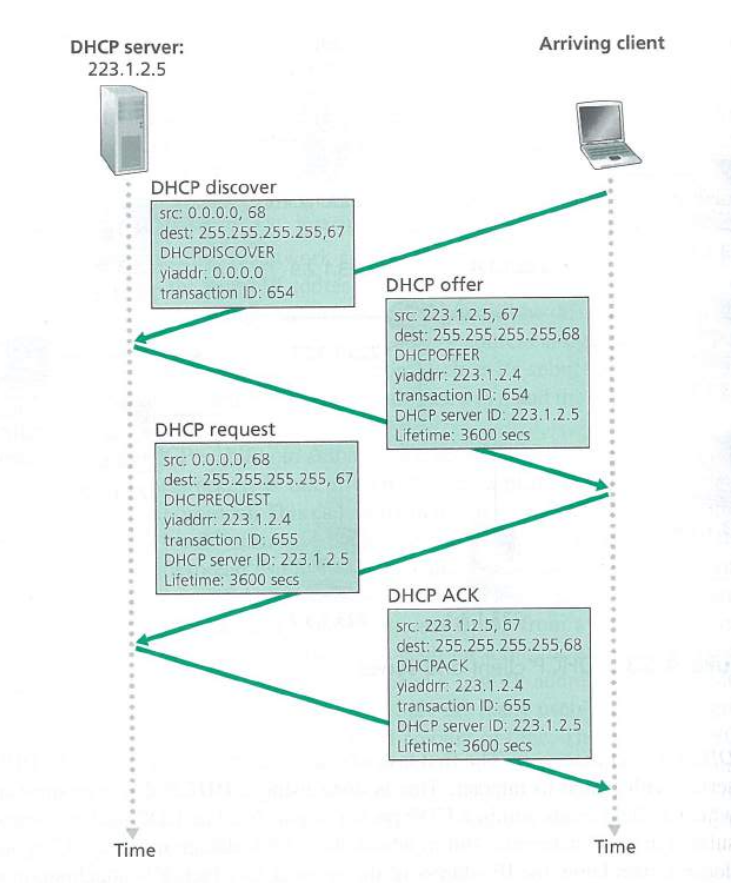 DHCP server:
223.1.2.5
Arriving client
DHCP discover
src: 0.0.0.0, 68
dest: 255.255.255.255,67
DHCPDISCOVER
yiaddr: 0.0.0.0
transaction ID: 654
DHCP offer
src: 223.1.2.5, 67
dest: 255.255.255.255,68
DHCPOFFER
yiaddrr: 223.1.2.4
transaction ID: 654
DHCP server ID: 223.1.2.5
Lifetime: 3600 secs
DHCP request
src: 0.0.0.0, 68
dest: 255.255.255.255, 67
DHCPREQUEST
yiaddrr: 223.1.2.4
transaction ID: 655
DHCP server ID: 223.1.2.5
Lifetime: 3600 secs
DHCP ACK
src: 223.1.2.5, 67
dest: 255.255.255.255,68
DHCPACK
yiaddrr: 223.1.2.4
transaction ID: 655
DHCP server ID: 223.1.2.5
Lifetime: 3600 secs
Time
Time